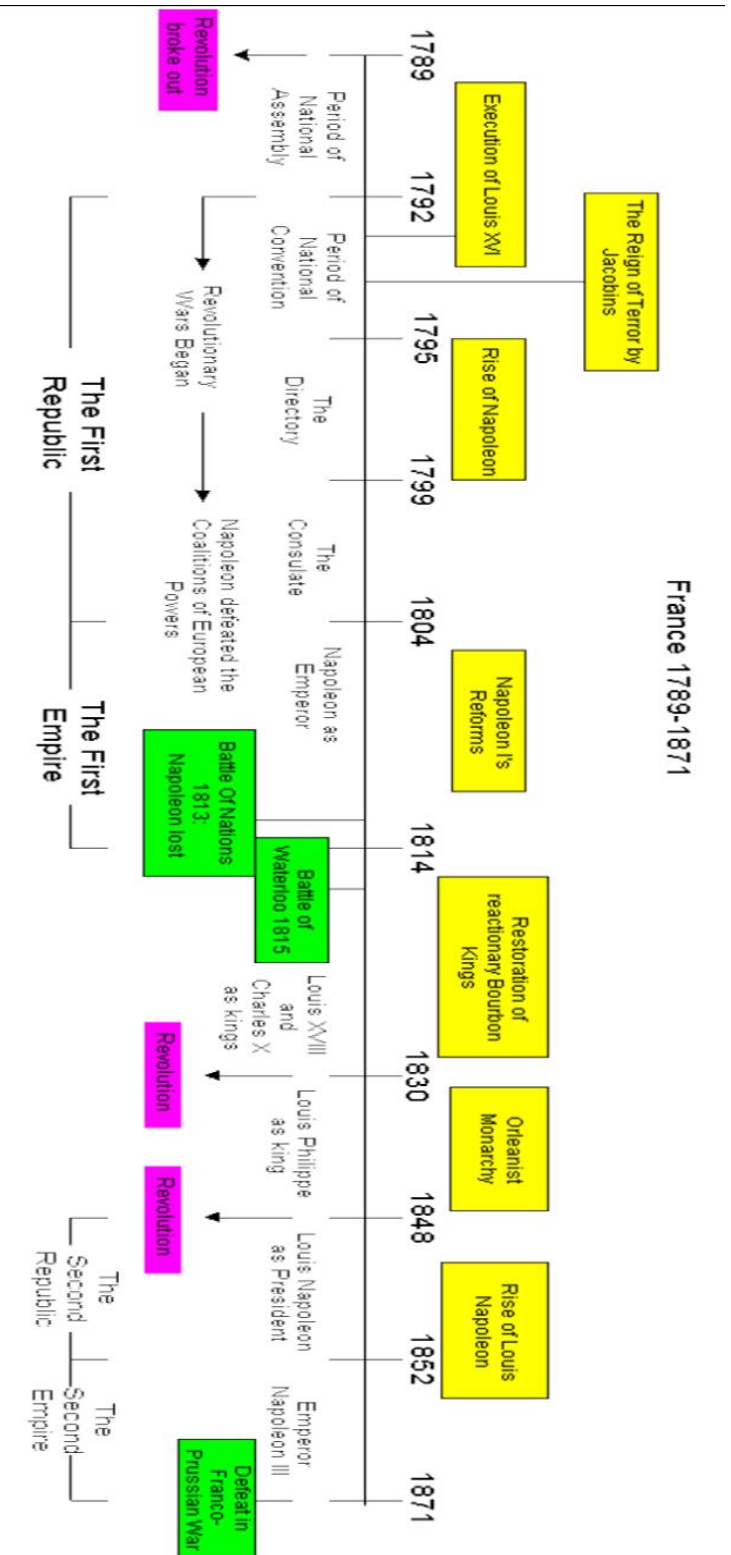 France 1789-1871
The Reign of Terror by
Jacobins
Execution of Louis XVI
Rise of Napoleon
Napoleon I's
Reforms
Restoration of
reactionary Bourbon
Kings
Orleanist
Monarchy
Rise of Louis
Napoleon
1789
1792
1795
1799
1804
1814
1830
1848
1852
1871
Period of
National
Assembly
Period of
National
Convention
The
Directory
The
Consulate
Napoleon as
Emperor
Louis XVIII
and
Charles X
as kings
Louis Philippe
as king
Louis Napoleon
as President
Emperor
Napoleon III
Revolution
broke out
Revolutionary
Wars Began
Napoleon defeated the
Coalitions of European
Powers
Battle Of Nations
1813:
Napoleon lost
Battle of
Waterloo 1815
Revolution
Revolution
Defeat in
Franco-
Prussian War
The First
Republic
The First
Empire
The
Second
Republic
The
Second
Empire